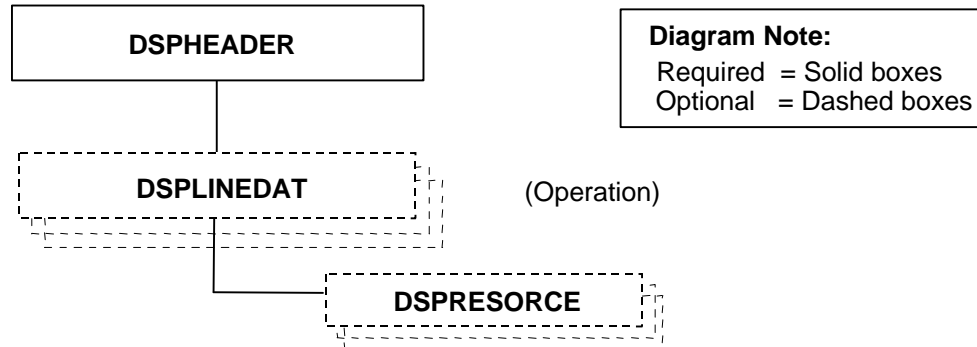 DSPHEADER
Diagram Note:
Required = Solid boxes
Optional = Dashed boxes
DSPLINEDAT
(Operation)
DSPRESORCE